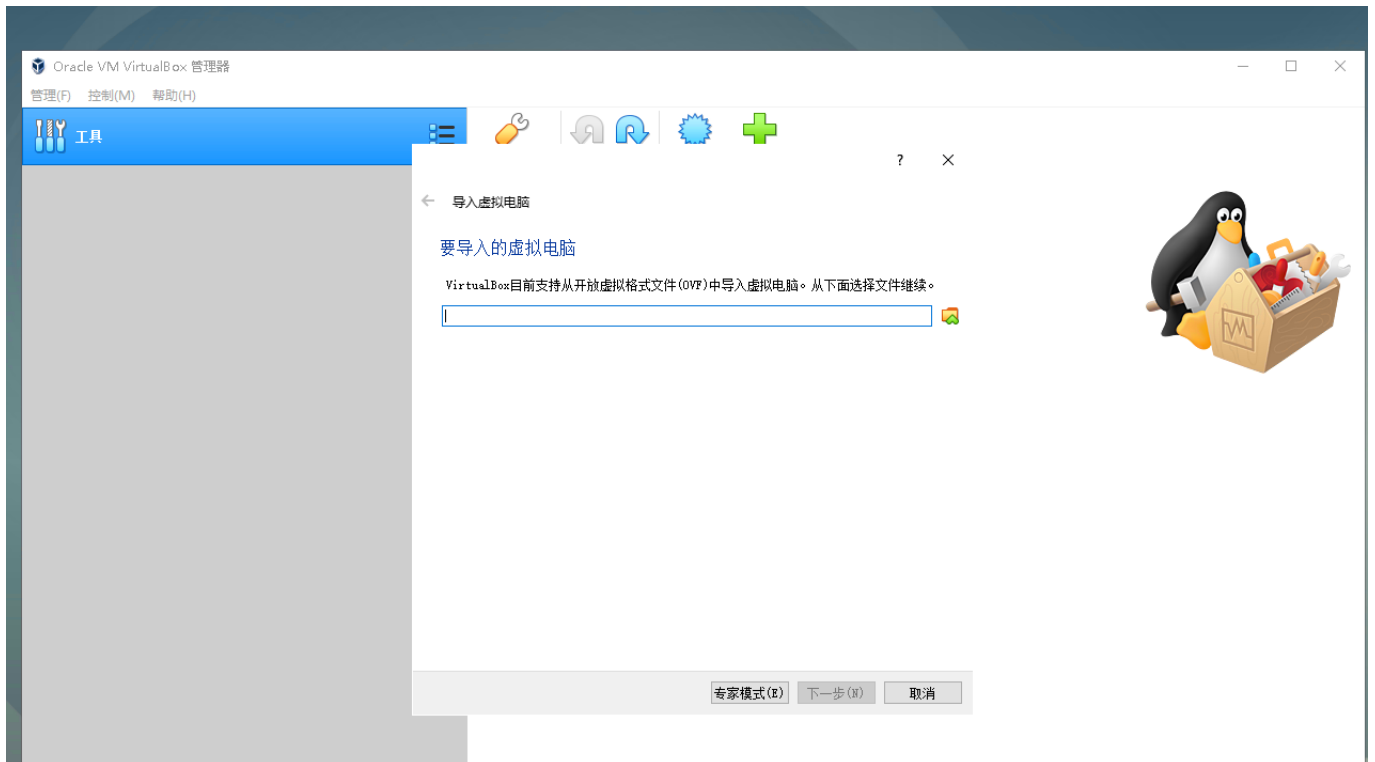 Oracle VM VirtualBox 管理器
管理(F) 控制(M) 帮助(H)
工具
?
导入虚拟电脑
要导入的虚拟电脑
VirtualBox目前支持从开放虚拟格式文件(OVF)中导入虚拟电脑。从下面选择文件继续。
专家模式(E) 下一步(N) 取消